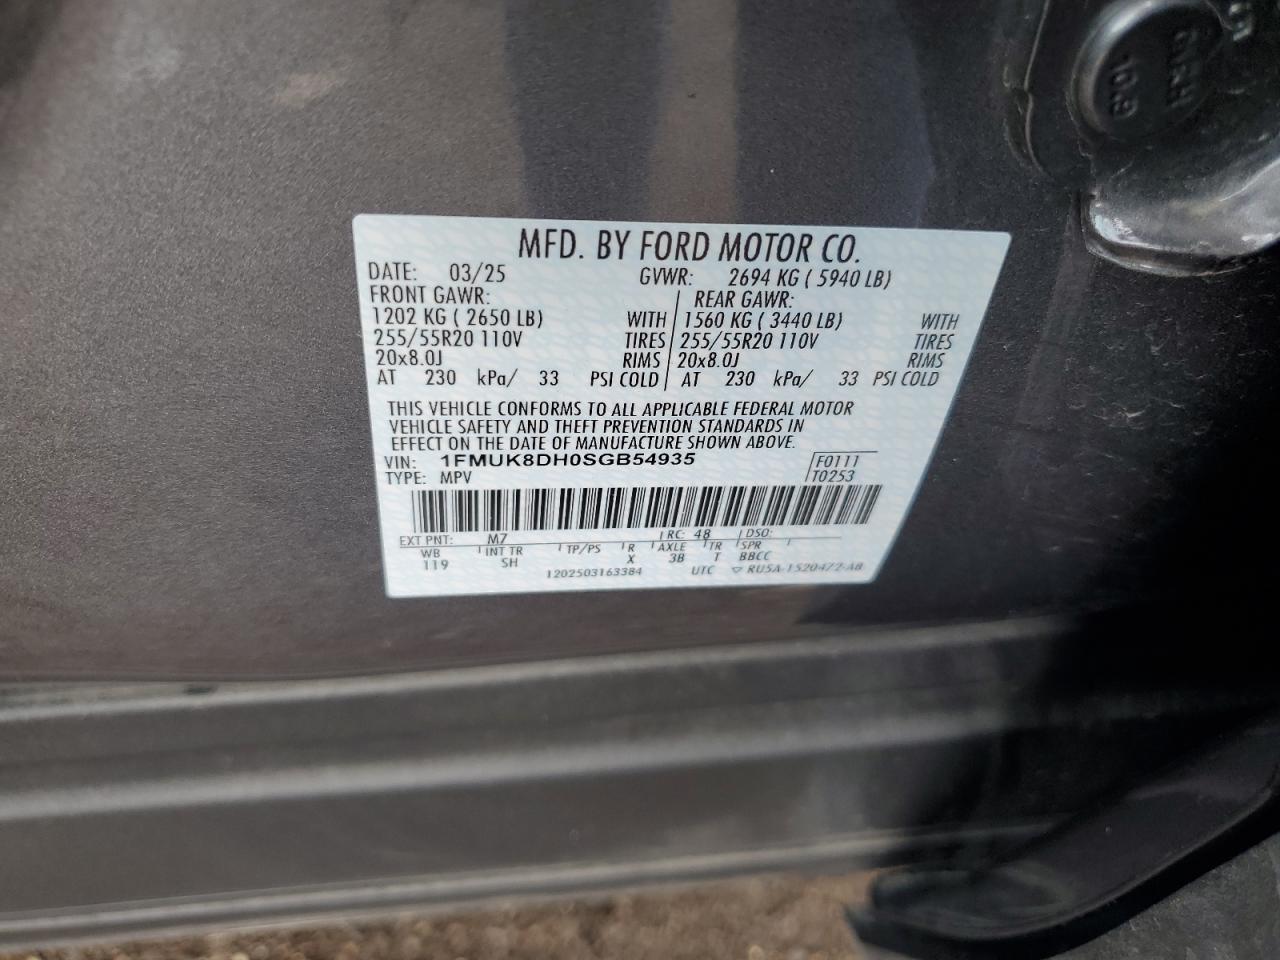 MFD. BY FORD MOTOR CO.
DATE: 03/25 GVWR: 2694 KG ( 5940 LB)
FRONT GAWR: REAR GAWR:
1202 KG ( 2650 LB) WITH 1560 KG ( 3440 LB) WITH
255/55R20 110V TIRES 255/55R20 110V TIRES
20x8.0J RIMS 20x8.0J RIMS
AT 230 kPa/ 33 PSI COLD AT 230 kPa/ 33 PSI COLD
THIS VEHICLE CONFORMS TO ALL APPLICABLE FEDERAL MOTOR
VEHICLE SAFETY AND THEFT PREVENTION STANDARDS IN
EFFECT ON THE DATE OF MANUFACTURE SHOWN ABOVE.
VIN: 1FMUK8DH0SGB54935 F0111
TYPE: MPV T0253
EXT PNT: M7 RC: 48 DSO:
WB INT TR TP/PS R AXLE TR SPR
119 SH X 3B T BBCC
1202503163384 UTC RU5A-1520472-AB
10.9